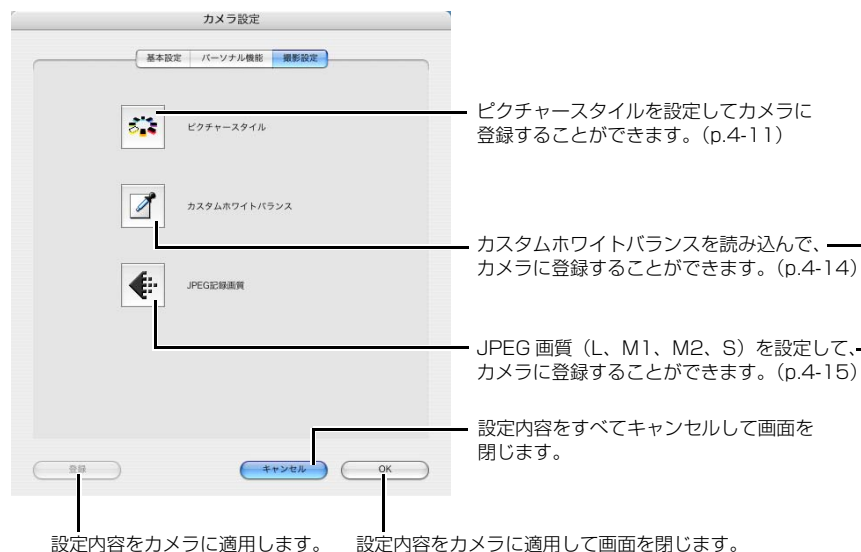 カメラ設定
基本設定 パーソナル機能 撮影設定
ピクチャースタイル
カスタムホワイトバランス
JPEG記録画質
登録 キャンセル OK
ピクチャースタイルを設定してカメラに
登録することができます。（p.4-11）
カスタムホワイトバランスを読み込んで、
カメラに登録することができます。（p.4-14）
JPEG 画質（L、M1、M2、S）を設定して、
カメラに登録することができます。（p.4-15）
設定内容をすべてキャンセルして画面を
閉じます。
設定内容をカメラに適用します。
設定内容をカメラに適用して画面を閉じます。